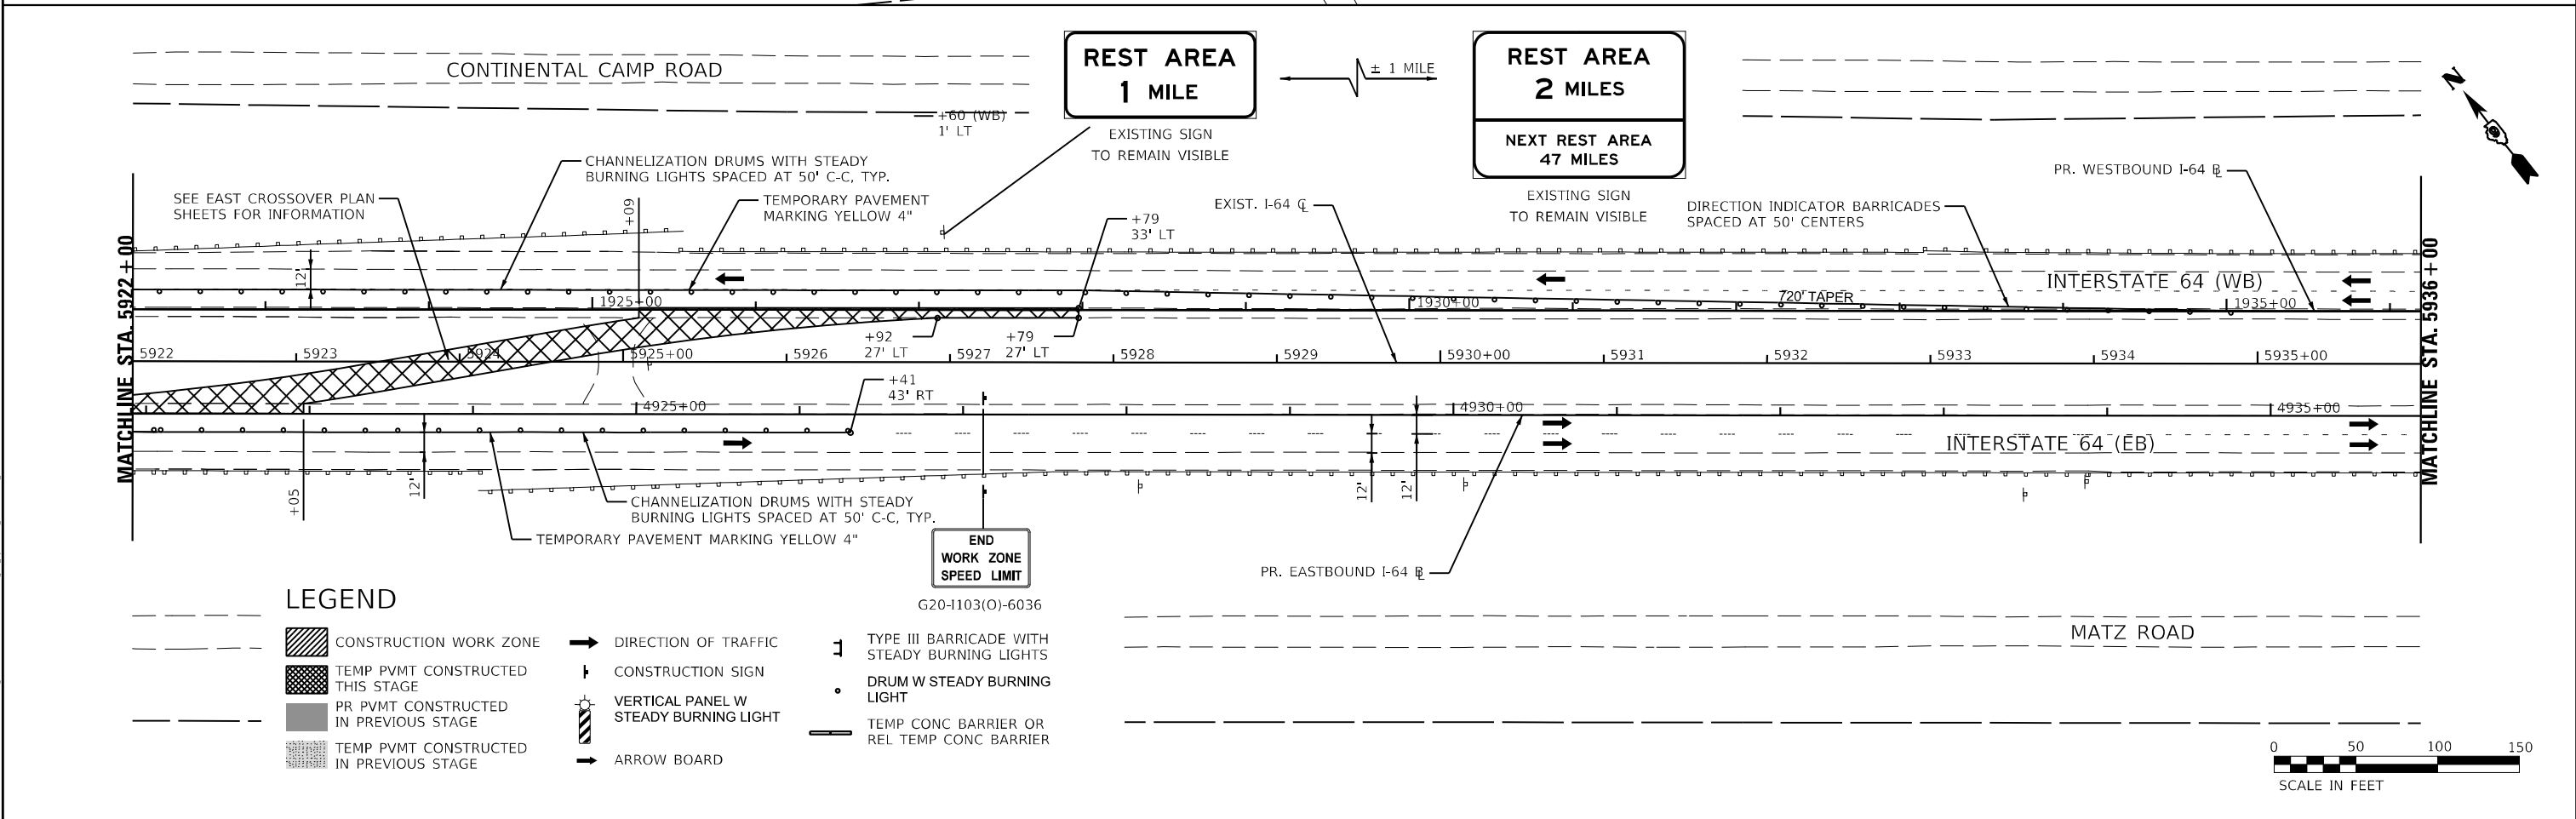 CONTINENTAL CAMP ROAD
REST AREA
1 MILE
± 1 MILE
REST AREA
2 MILES
NEXT REST AREA
47 MILES
N
+60 (WB)
1' LT
EXISTING SIGN
TO REMAIN VISIBLE
EXISTING SIGN
TO REMAIN VISIBLE
CHANNELIZATION DRUMS WITH STEADY
BURNING LIGHTS SPACED AT 50' C-C, TYP.
SEE EAST CROSSOVER PLAN
SHEETS FOR INFORMATION
+09
TEMPORARY PAVEMENT
MARKING YELLOW 4"
+79
33' LT
EXIST. I-64 ℄
DIRECTION INDICATOR BARRICADES
SPACED AT 50' CENTERS
PR. WESTBOUND I-64 BL
MATCHLINE STA. 5922+00
12'
1925+00
1930+00
720' TAPER
INTERSTATE 64 (WB)
1935+00
MATCHLINE STA. 5936+00
+92
27' LT
+79
27' LT
5922
5923
5924
5925+00
5926
5927
5928
5929
5930+00
5931
5932
5933
5934
5935+00
+41
43' RT
4925+00
4930+00
4935+00
INTERSTATE 64 (EB)
+05
12'
12'
12'
CHANNELIZATION DRUMS WITH STEADY
BURNING LIGHTS SPACED AT 50' C-C, TYP.
TEMPORARY PAVEMENT MARKING YELLOW 4"
END
WORK ZONE
SPEED LIMIT
G20-I103(O)-6036
PR. EASTBOUND I-64 BL
LEGEND
CONSTRUCTION WORK ZONE
TEMP PVMT CONSTRUCTED
THIS STAGE
PR PVMT CONSTRUCTED
IN PREVIOUS STAGE
TEMP PVMT CONSTRUCTED
IN PREVIOUS STAGE
DIRECTION OF TRAFFIC
CONSTRUCTION SIGN
VERTICAL PANEL W
STEADY BURNING LIGHT
ARROW BOARD
TYPE III BARRICADE WITH
STEADY BURNING LIGHTS
DRUM W STEADY BURNING
LIGHT
TEMP CONC BARRIER OR
REL TEMP CONC BARRIER
MATZ ROAD
0 50 100 150
SCALE IN FEET